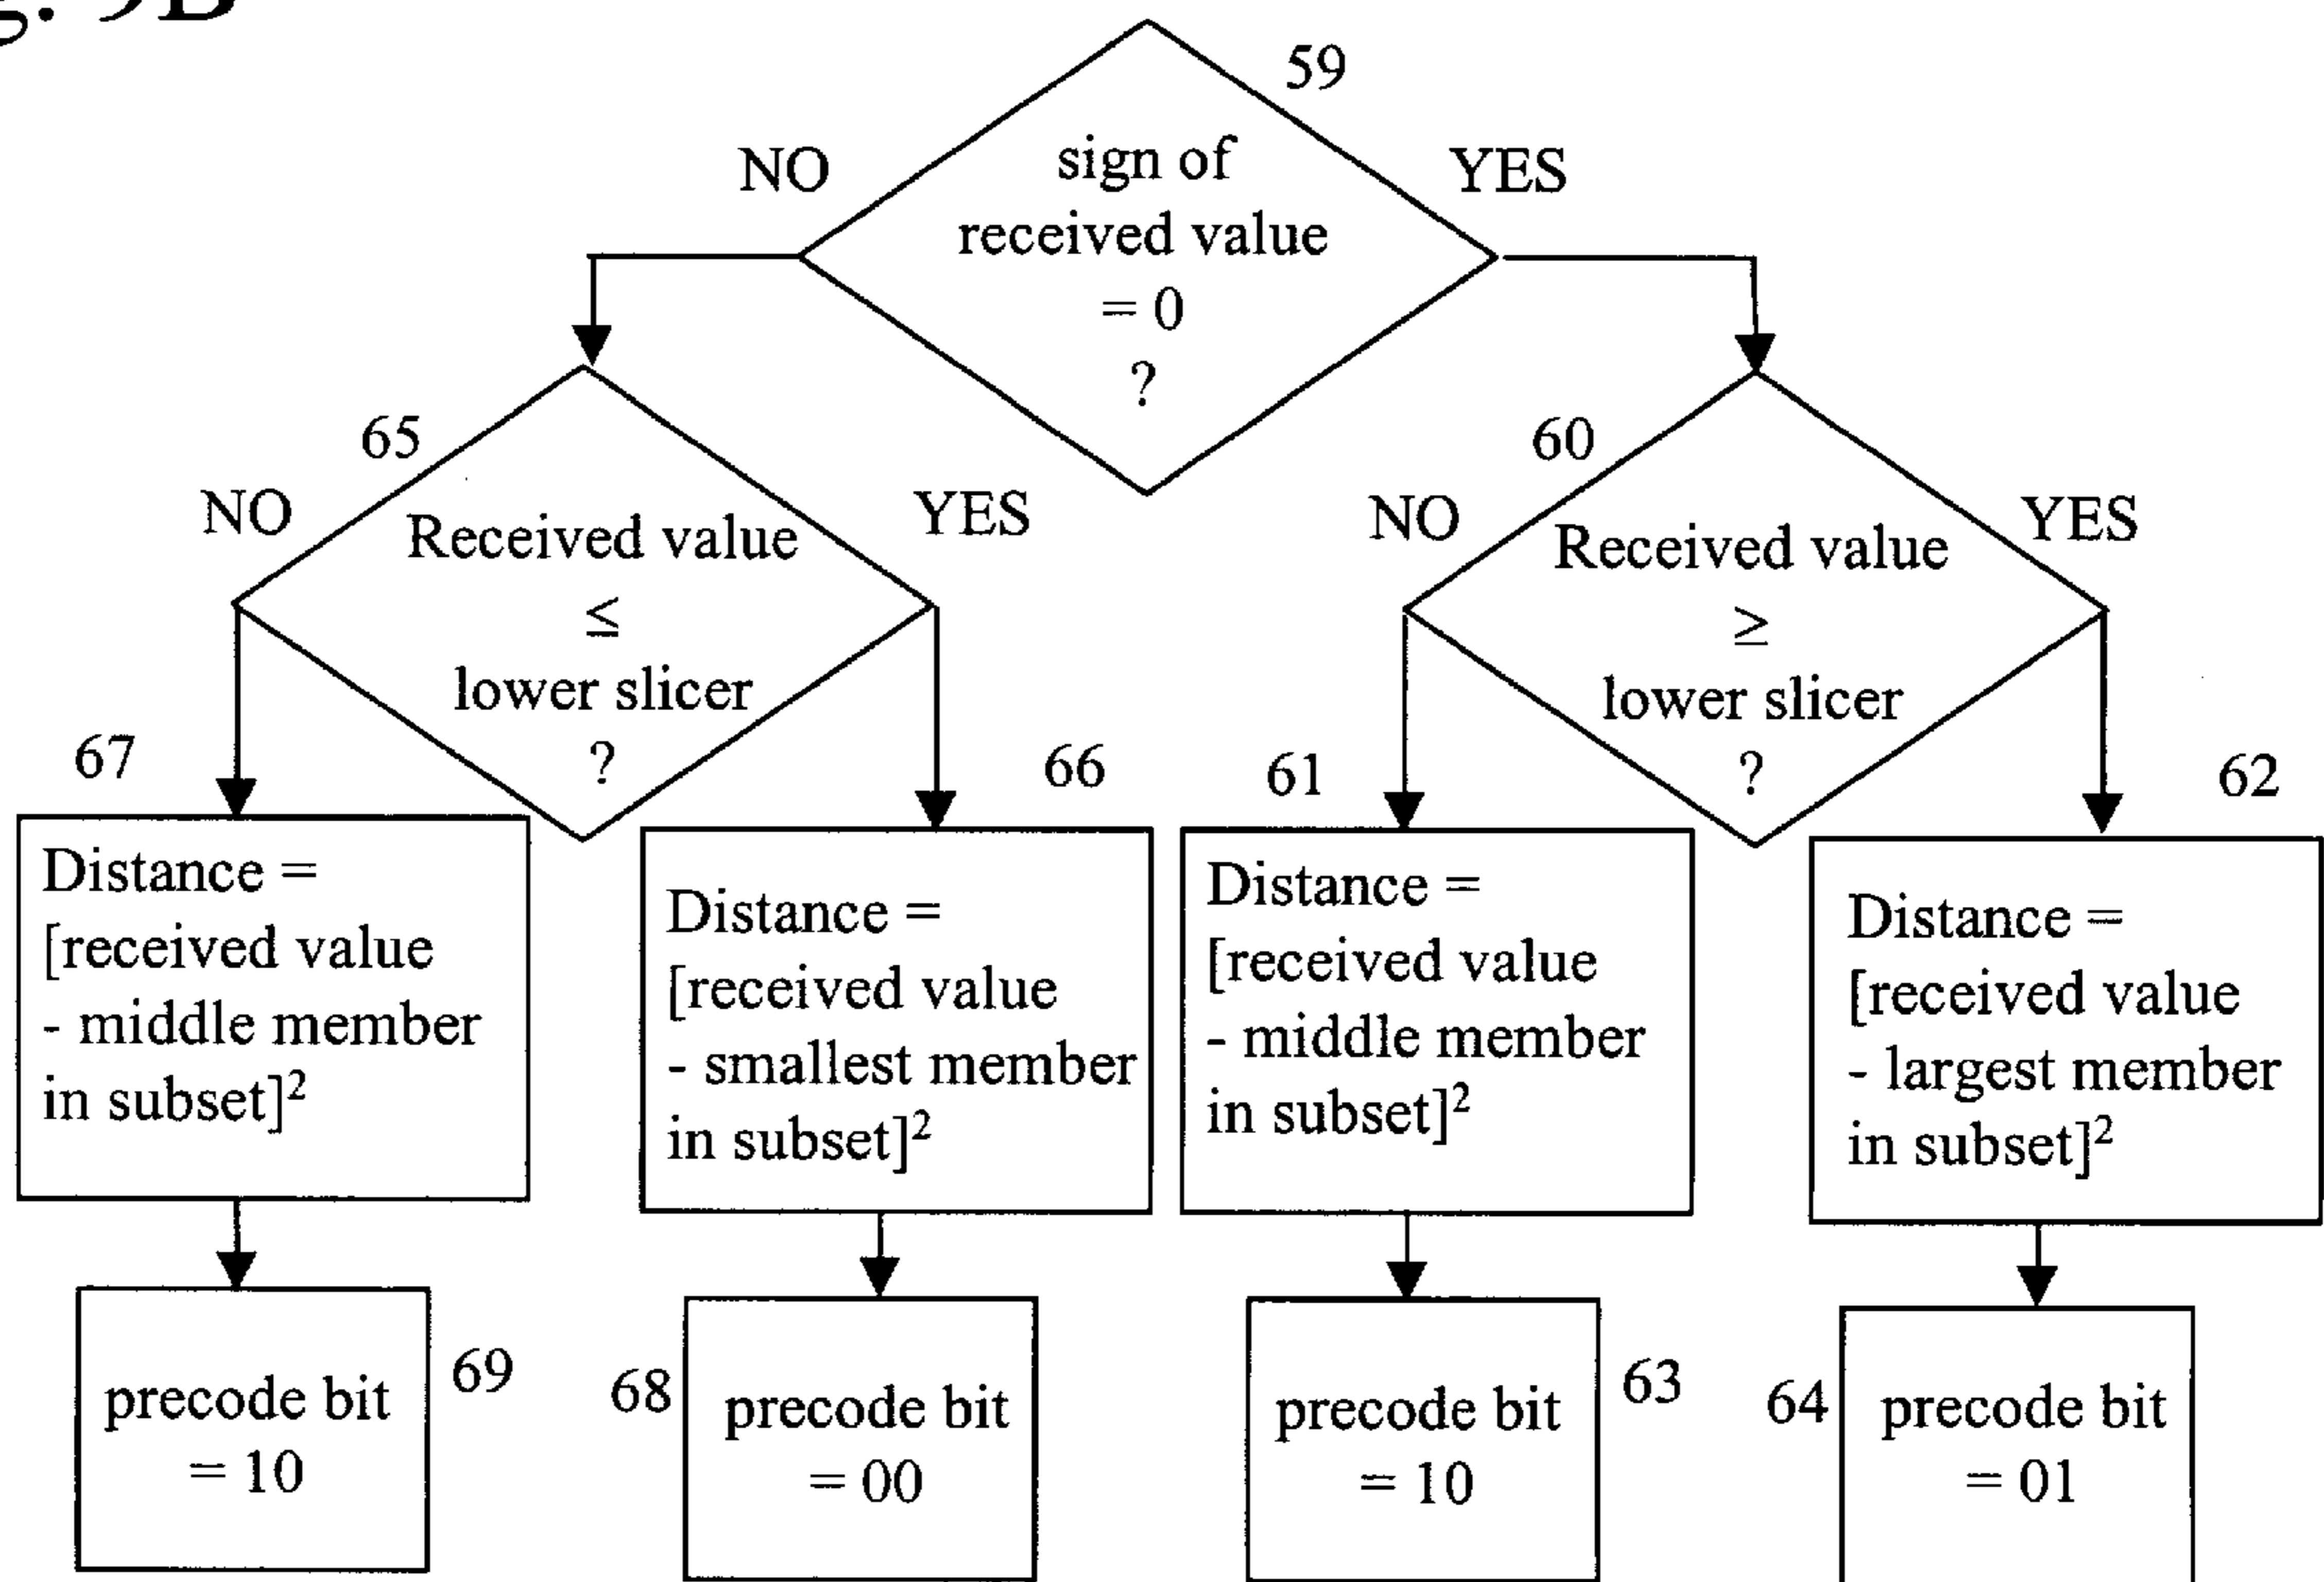 g. 9B
59
NO
sign of
received value
= 0
?
YES
65
NO
Received value
≤
lower slicer
?
YES
60
NO
Received value
≥
lower slicer
?
YES
67
Distance =
[received value
- middle member
in subset]²
66
Distance =
[received value
- smallest member
in subset]²
61
Distance =
[received value
- middle member
in subset]²
62
Distance =
[received value
- largest member
in subset]²
precode bit
= 10
69
68
precode bit
= 00
precode bit
= 10
63
64
precode bit
= 01